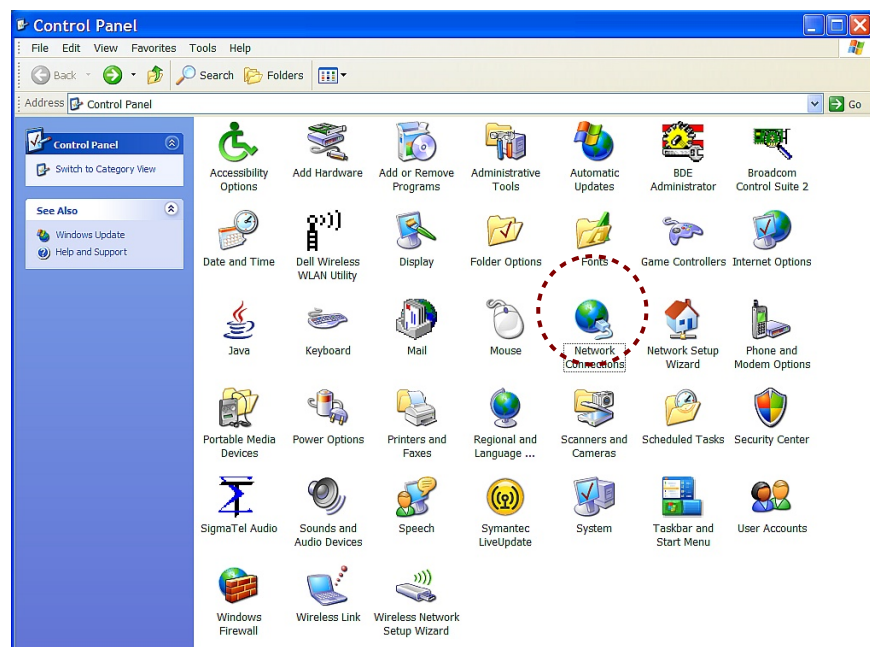 Control Panel
File Edit View Favorites Tools Help
Back Search Folders
Address Control Panel Go
Control Panel
Switch to Category View
See Also
Windows Update
Help and Support
Accessibility Options
Add Hardware
Add or Remove Programs
Administrative Tools
Automatic Updates
BDE Administrator
Broadcom Control Suite 2
Date and Time
Dell Wireless WLAN Utility
Display
Folder Options
Fonts
Game Controllers
Internet Options
Java
Keyboard
Mail
Mouse
Network Connections
Network Setup Wizard
Phone and Modem Options
Portable Media Devices
Power Options
Printers and Faxes
Regional and Language ...
Scanners and Cameras
Scheduled Tasks
Security Center
SigmaTel Audio
Sounds and Audio Devices
Speech
Symantec LiveUpdate
System
Taskbar and Start Menu
User Accounts
Windows Firewall
Wireless Link
Wireless Network Setup Wizard